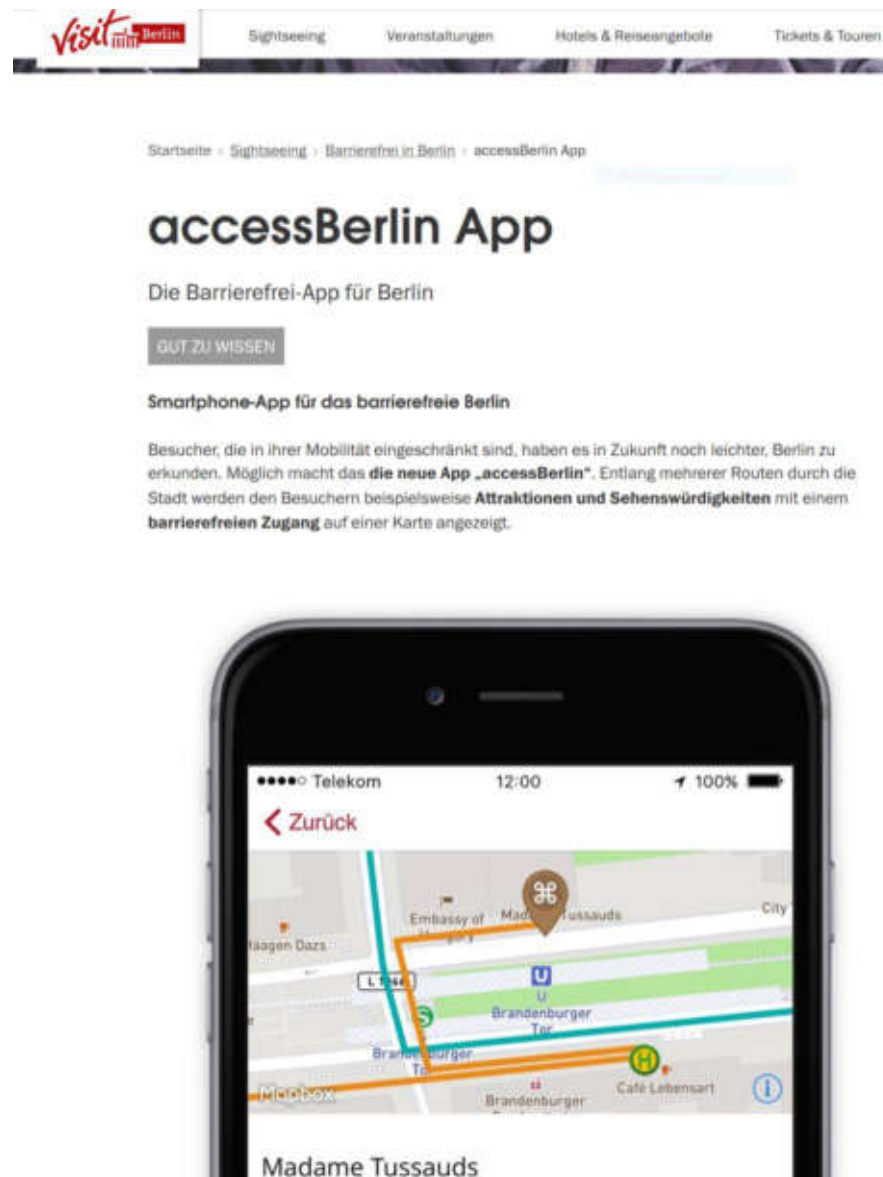 Visit Berlin
Sightseeing Veranstaltungen Hotels & Reiseangebote Tickets & Touren
Startseite › Sightseeing › Barrierefrei in Berlin › accessBerlin App
accessBerlin App
Die Barrierefrei-App für Berlin
GUT ZU WISSEN
Smartphone-App für das barrierefreie Berlin
Besucher, die in ihrer Mobilität eingeschränkt sind, haben es in Zukunft noch leichter, Berlin zu
erkunden. Möglich macht das die neue App „accessBerlin“. Entlang mehrerer Routen durch die
Stadt werden den Besuchern beispielsweise Attraktionen und Sehenswürdigkeiten mit einem
barrierefreien Zugang auf einer Karte angezeigt.
Telekom 12:00 100%
Zurück
Embassy of
City
Haagen Dazs
U
U
Brandenburger
Tor
S
H
Café Lebensart
Mapbox
Brandenburger
Madame Tussauds